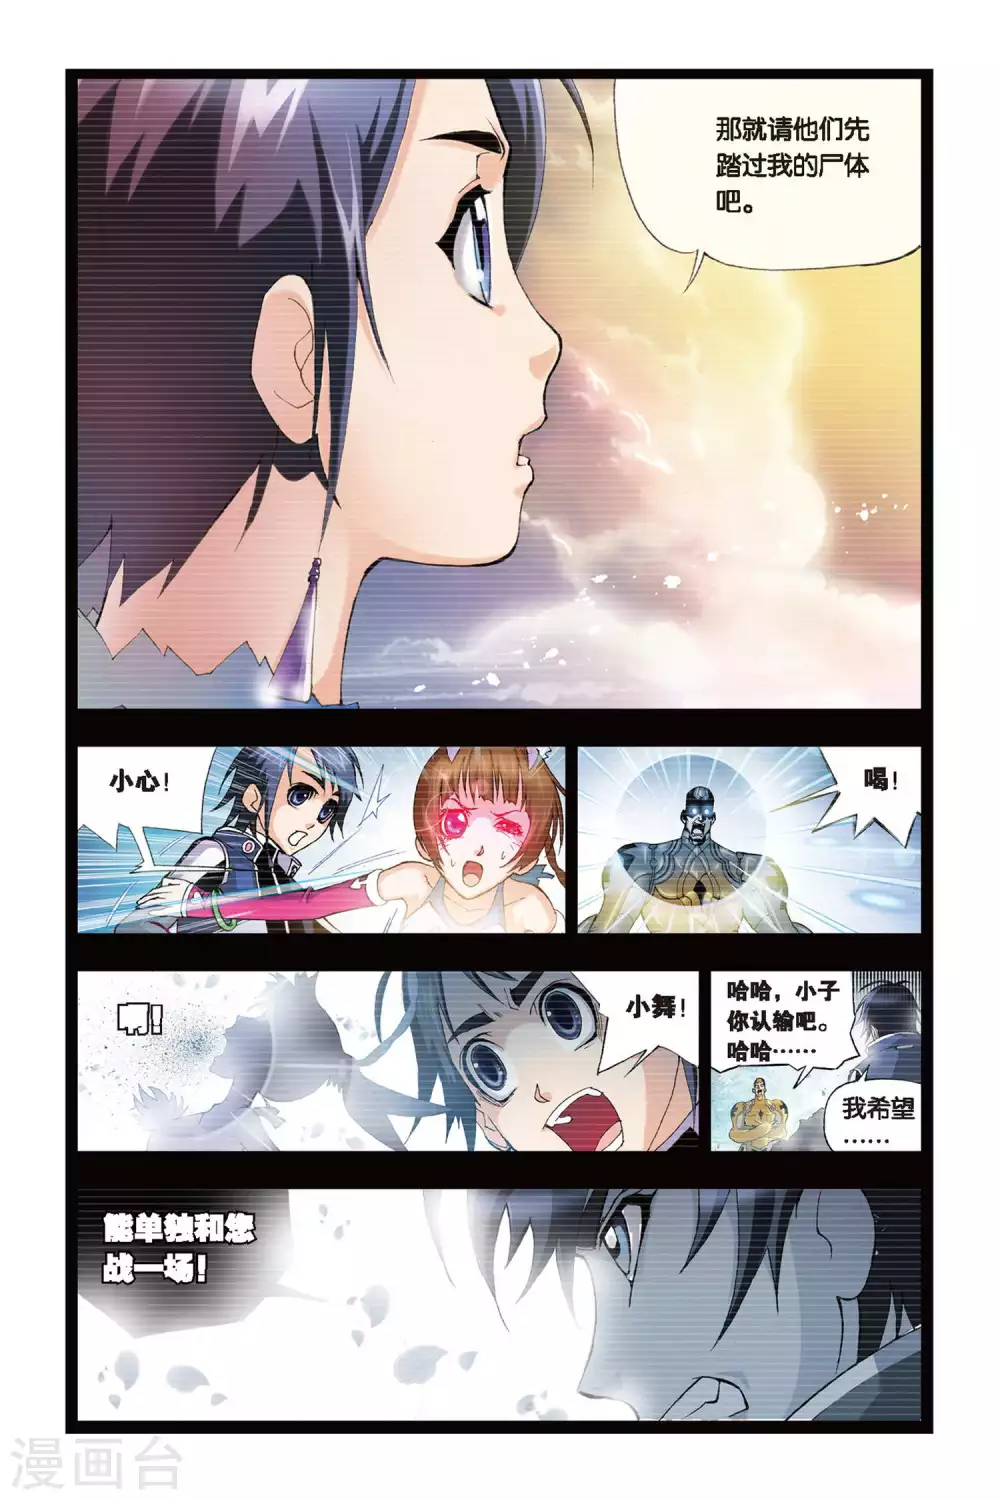 那就请他们先
踏过我的尸体
吧。
小心！
喝！
小舞！
哈哈，小子
你认输吧。
哈哈……
我希望
……
能单独和您
战一场！
漫画台